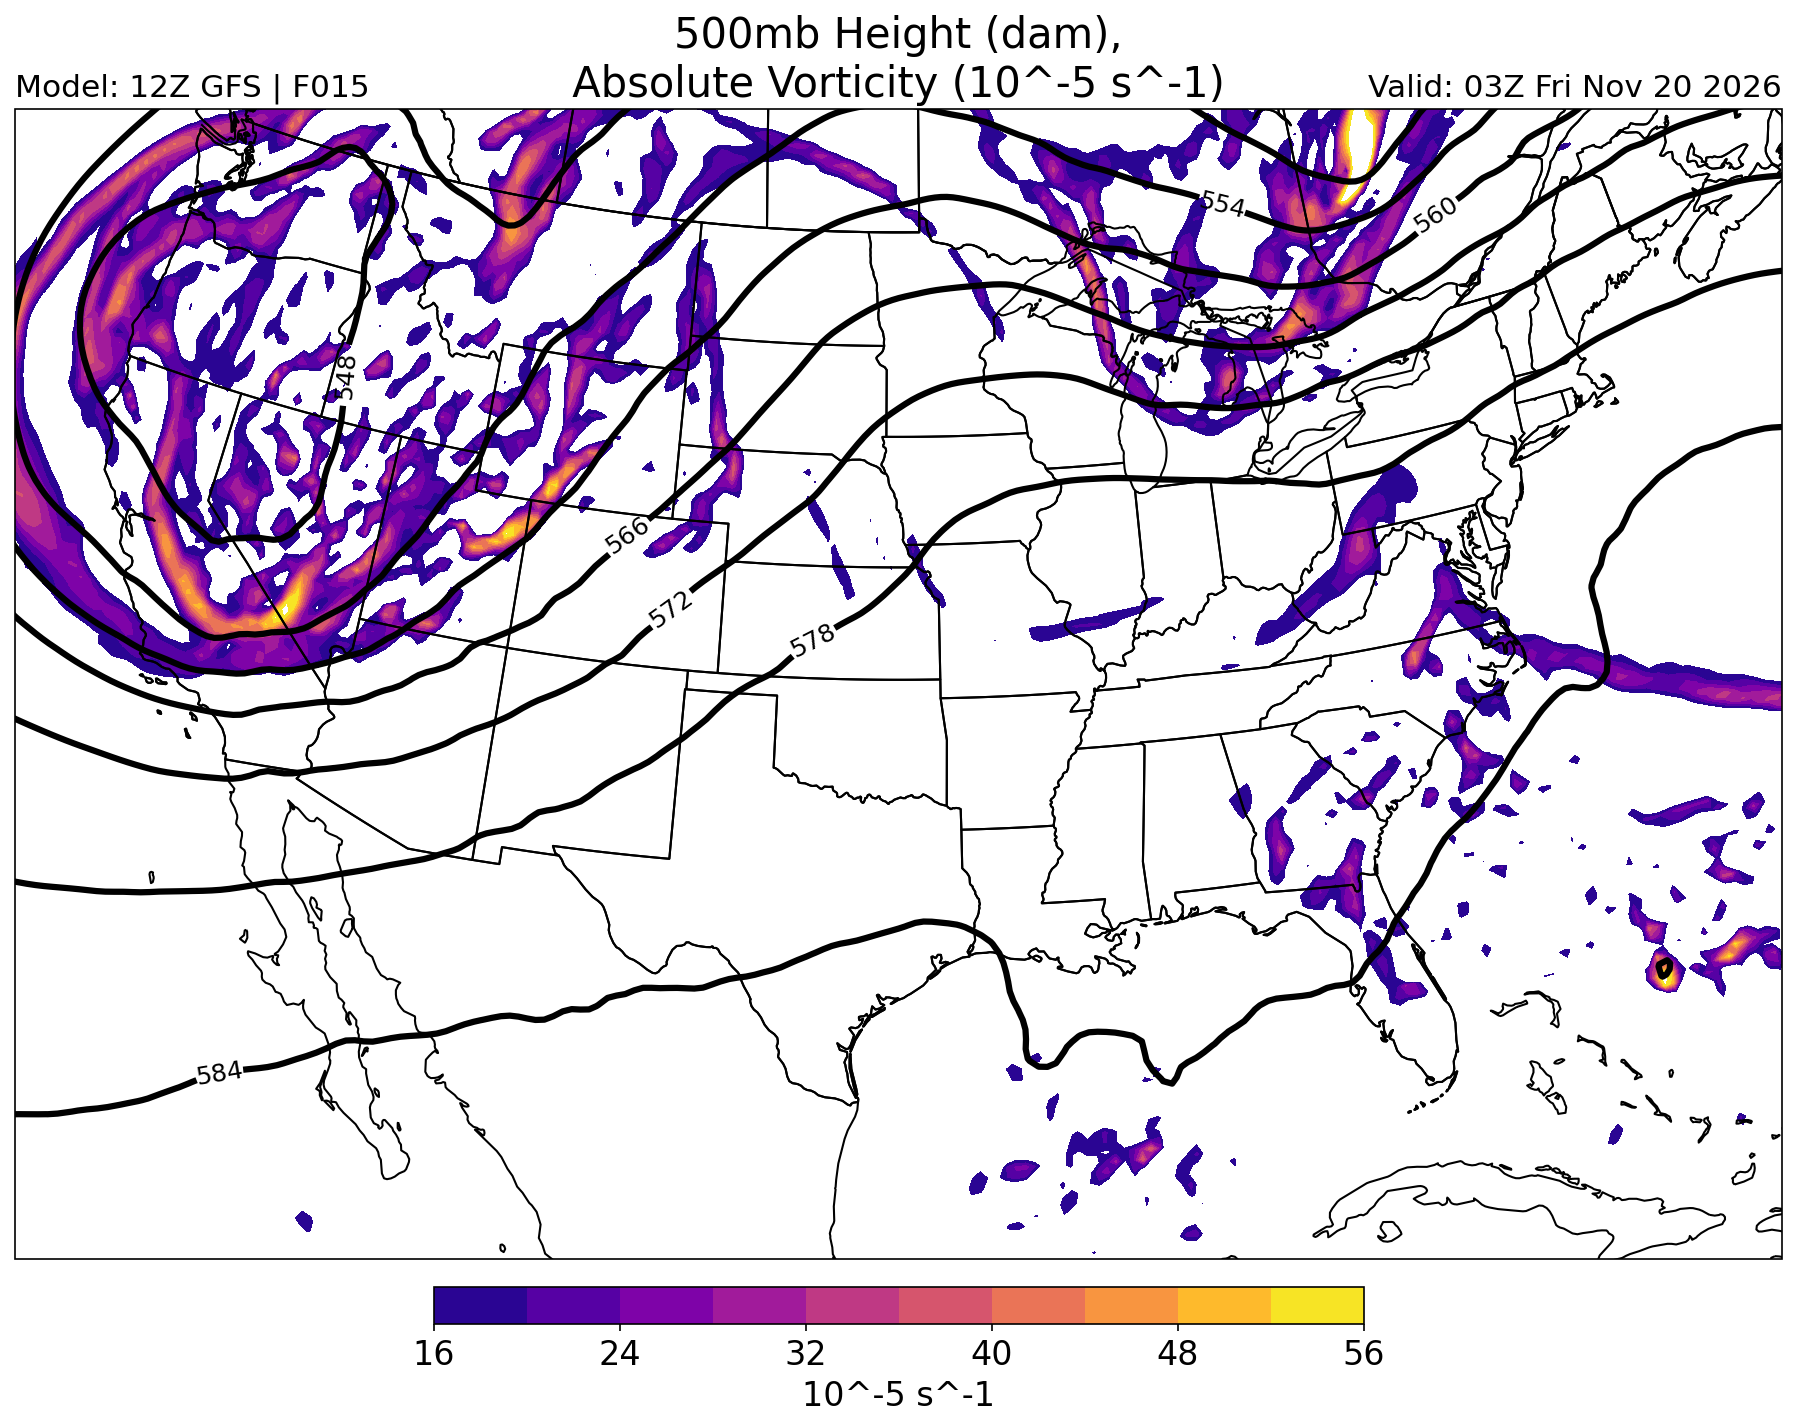 500mb Height (dam),
Model: 12Z GFS | F015
Absolute Vorticity (10^-5 s^-1)
Valid: 03Z Fri Nov 20 2026
554
560
548
566
572
578
584
16 24 32 40 48 56
10^-5 s^-1